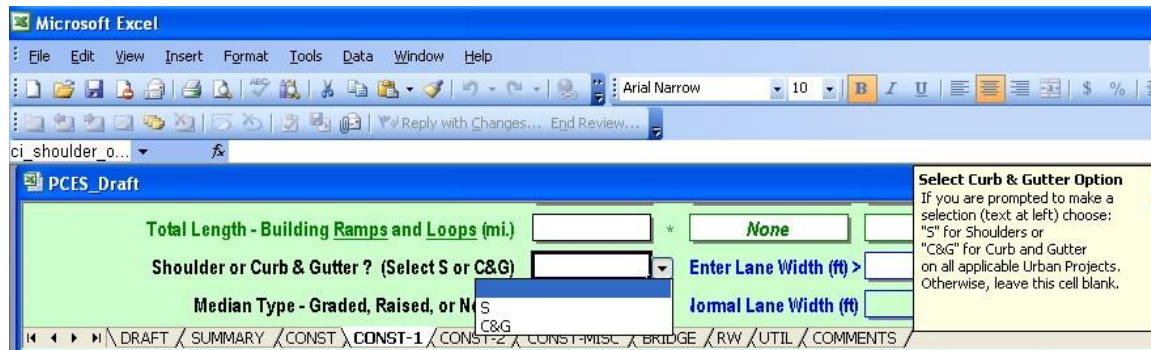 Microsoft Excel
File Edit View Insert Format Tools Data Window Help
Arial Narrow 10 B I U $ %
Reply with Changes... End Review...
ci_shoulder_o... fx
PCES_Draft
Select Curb & Gutter Option
If you are prompted to make a
selection (text at left) choose:
"S" for Shoulders or
"C&G" for Curb and Gutter
on all applicable Urban Projects.
Otherwise, leave this cell blank.
Total Length - Building Ramps and Loops (mi.) * None
Shoulder or Curb & Gutter ? (Select S or C&G) Enter Lane Width (ft) >
Median Type - Graded, Raised, or N Normal Lane Width (ft)
S
C&G
DRAFT / SUMMARY / CONST \ CONST-1 / CONST-2 / CONST-MISC / BRIDGE / RW / UTIL / COMMENTS /